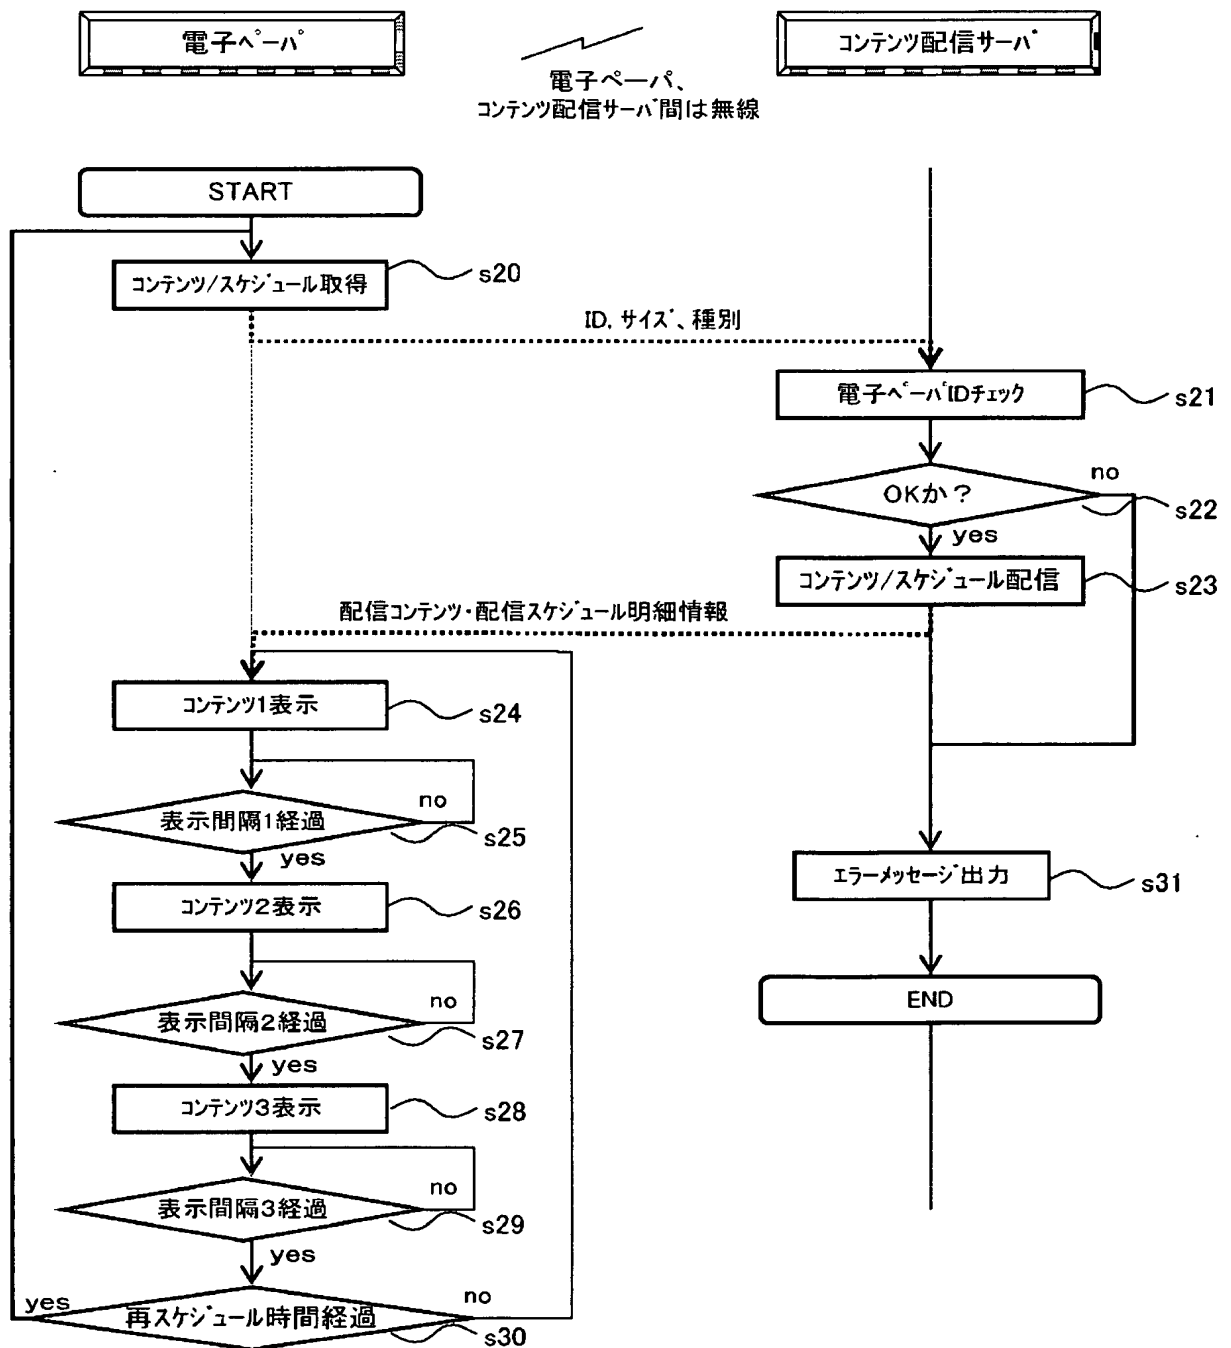 電子ペーパ
コンテンツ配信サーバ
電子ペーパ、
コンテンツ配信サーバ間は無線
START
コンテンツ/スケジュール取得
s20
ID, サイズ、種別
電子ペーパIDチェック
s21
OKか？
no
s22
yes
コンテンツ/スケジュール配信
s23
配信コンテンツ・配信スケジュール明細情報
コンテンツ1表示
s24
表示間隔1経過
no
s25
yes
コンテンツ2表示
s26
表示間隔2経過
no
s27
yes
コンテンツ3表示
s28
表示間隔3経過
no
s29
yes
再スケジュール時間経過
yes
no
s30
エラーメッセージ出力
s31
END